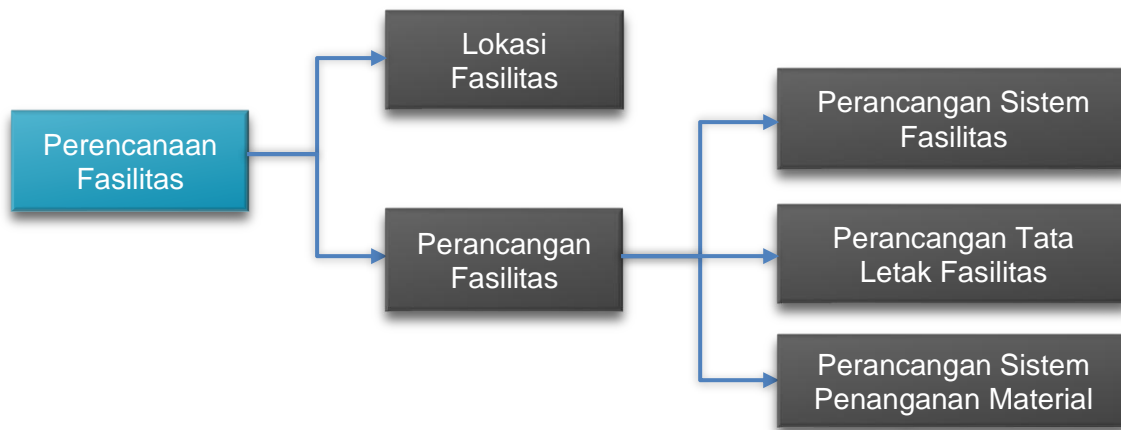 Perencanaan
Fasilitas
Lokasi
Fasilitas
Perancangan
Fasilitas
Perancangan Sistem
Fasilitas
Perancangan Tata
Letak Fasilitas
Perancangan Sistem
Penanganan Material